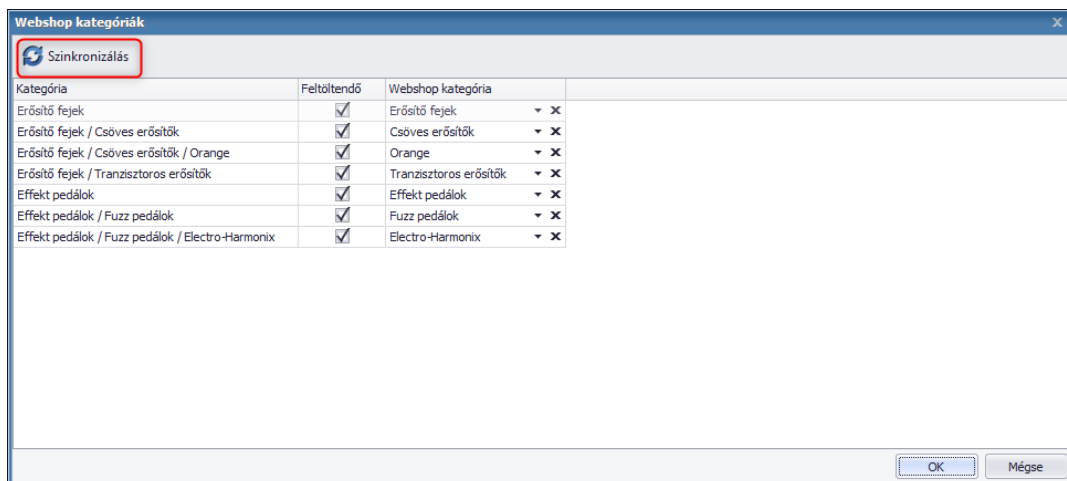 Webshop kategóriák x
Szinkronizálás
Kategória Feltöltendő Webshop kategória
Erősítő fejek Erősítő fejek
Erősítő fejek / Csöves erősítők Csöves erősítők
Erősítő fejek / Csöves erősítők / Orange Orange
Erősítő fejek / Tranzisztoros erősítők Tranzisztoros erősítők
Effekt pedálok Effekt pedálok
Effekt pedálok / Fuzz pedálok Fuzz pedálok
Effekt pedálok / Fuzz pedálok / Electro-Harmonix Electro-Harmonix
OK Mégse